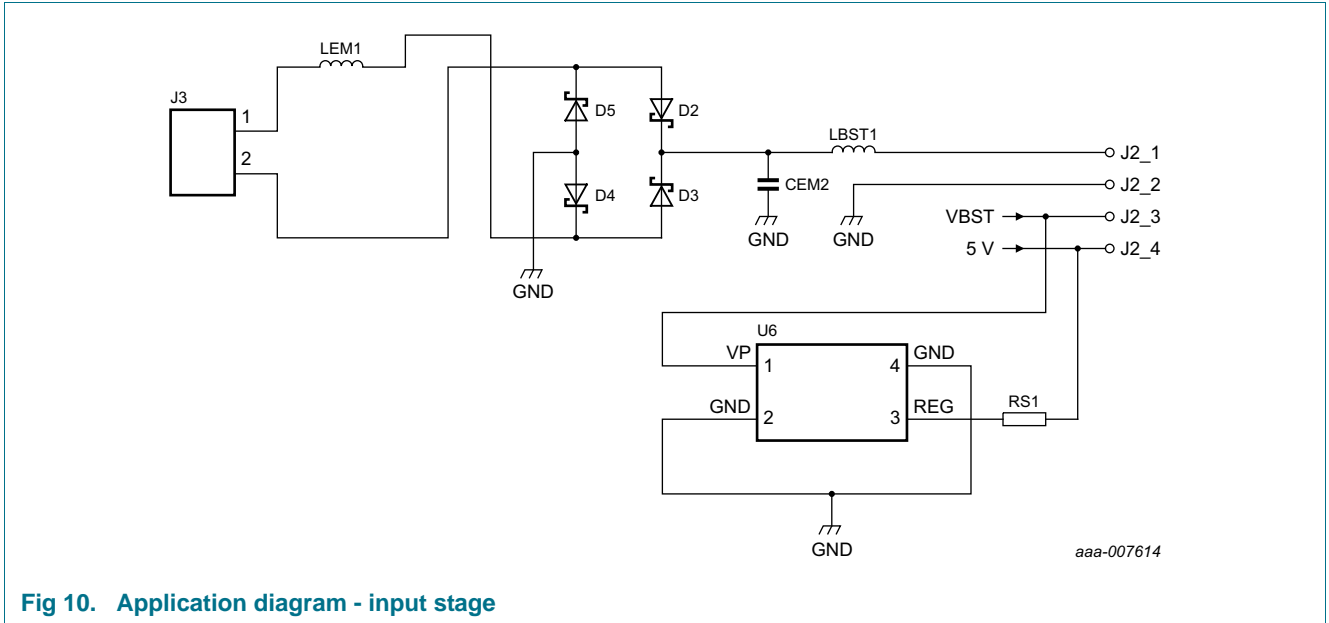 LEM1
J3
1
2
D5
D2
D4
D3
LBST1
CEM2
GND
GND
GND
J2_1
J2_2
VBST
J2_3
5 V
J2_4
U6
VP
1
4
GND
GND
2
3
REG
RS1
GND
aaa-007614
Fig 10. Application diagram - input stage